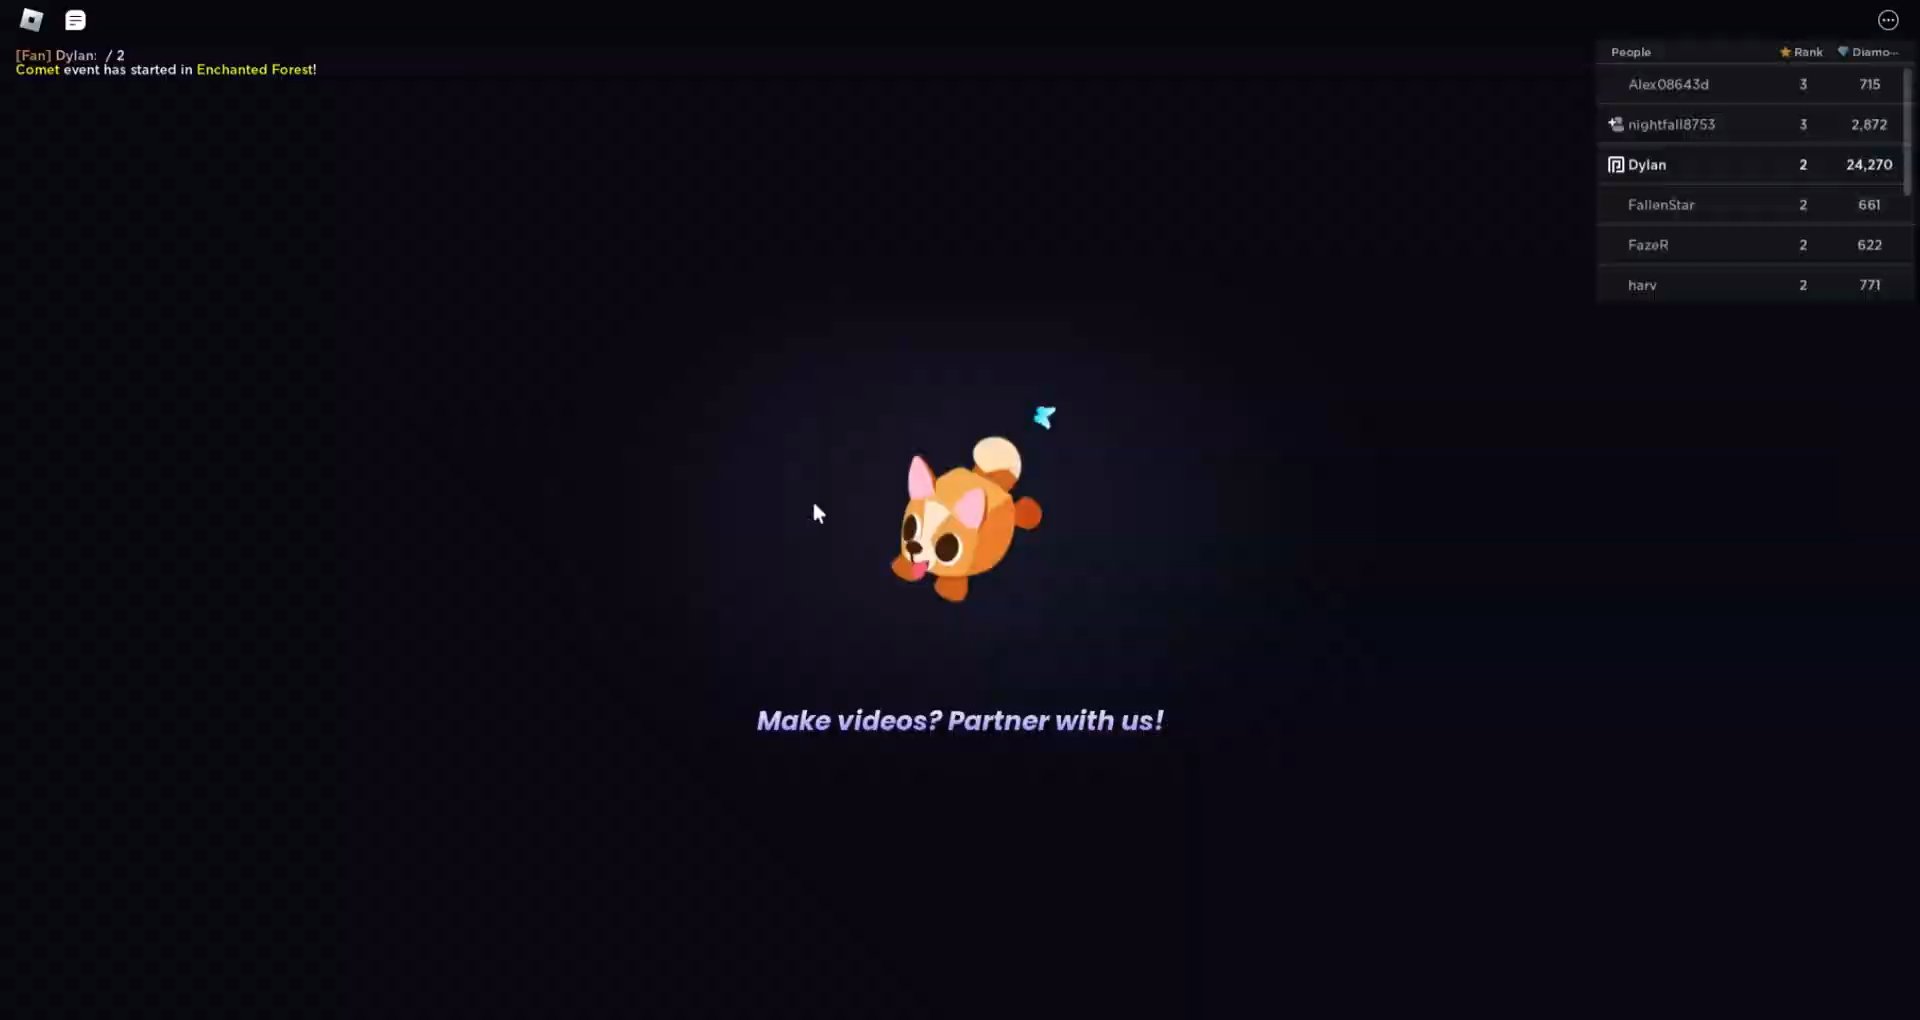 [Fan] Dylan: / 2
Comet event has started in Enchanted Forest!
People Rank Diamo...
Alex08643d 3 715
nightfall8753 3 2,872
Dylan 2 24,270
FallenStar 2 661
FazeR 2 622
harv 2 771
Make videos? Partner with us!